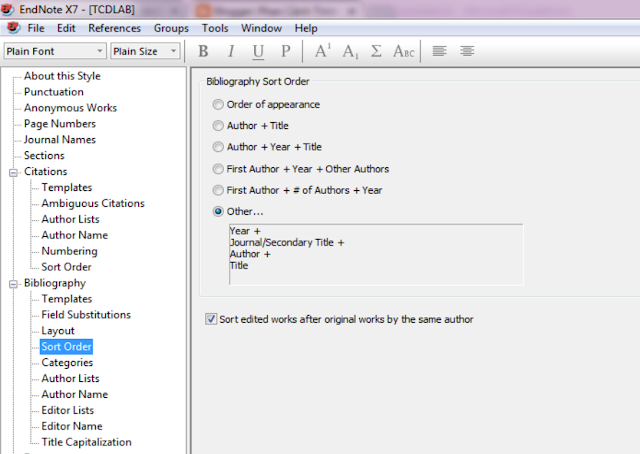 EndNote X7 - [TCDLAB]
File Edit References Groups Tools Window Help
Plain Font Plain Size B I U P A1 A1 Σ ABC
About this Style
Punctuation
Anonymous Works
Page Numbers
Journal Names
Sections
Citations
Templates
Ambiguous Citations
Author Lists
Author Name
Numbering
Sort Order
Bibliography
Templates
Field Substitutions
Layout
Sort Order
Categories
Author Lists
Author Name
Editor Lists
Editor Name
Title Capitalization
Bibliography Sort Order
Order of appearance
Author + Title
Author + Year + Title
First Author + Year + Other Authors
First Author + # of Authors + Year
Other...
Year +
Journal/Secondary Title +
Author +
Title
Sort edited works after original works by the same author